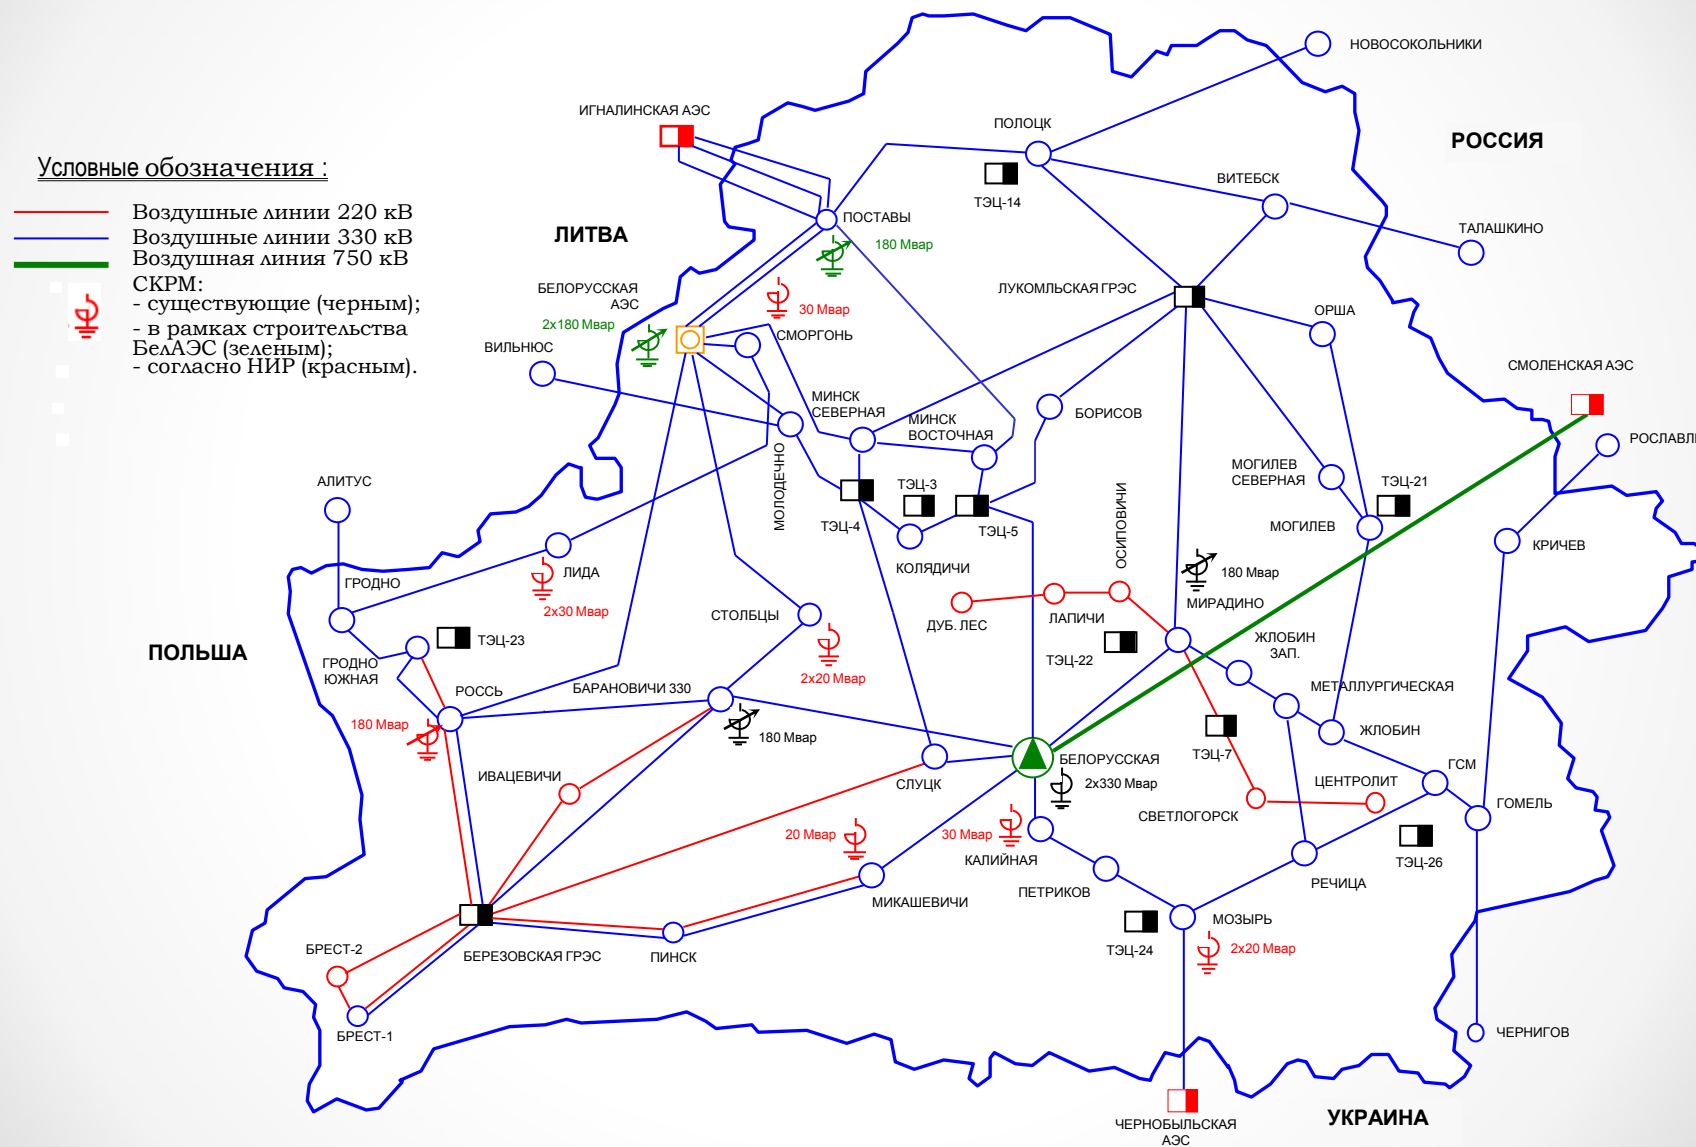 НОВОСОКОЛЬНИКИ
ИГНАЛИНСКАЯ АЭС
ПОЛОЦК
РОССИЯ
Условные обозначения :
ВИТЕБСК
ТЭЦ-14
Воздушные линии 220 кВ
Воздушные линии 330 кВ
Воздушная линия 750 кВ
СКРМ:
- существующие (черным);
- в рамках строительства
БелАЭС (зеленым);
- согласно НИР (красным).
ПОСТАВЫ
ЛИТВА
180 Мвар
ТАЛАШКИНО
БЕЛОРУССКАЯ
АЭС
ЛУКОМЛЬСКАЯ ГРЭС
30 Мвар
ОРША
2х180 Мвар
СМОРГОНЬ
ВИЛЬНЮС
СМОЛЕНСКАЯ АЭС
МИНСК
СЕВЕРНАЯ
МИНСК
ВОСТОЧНАЯ
БОРИСОВ
РОСЛАВЛ
МОГИЛЕВ
СЕВЕРНАЯ
АЛИТУС
МОЛОДЕЧНО
ТЭЦ-3
ТЭЦ-21
ОСИПОВИЧИ
ТЭЦ-4
ТЭЦ-5
МОГИЛЕВ
КРИЧЕВ
КОЛЯДИЧИ
ГРОДНО
ЛИДА
180 Мвар
2х30 Мвар
МИРАДИНО
СТОЛБЦЫ
ДУБ. ЛЕС
ЛАПИЧИ
ПОЛЬША
ТЭЦ-23
ЖЛОБИН
ЗАП.
ГРОДНО
ЮЖНАЯ
ТЭЦ-22
2х20 Мвар
РОССЬ
БАРАНОВИЧИ 330
МЕТАЛЛУРГИЧЕСКАЯ
180 Мвар
180 Мвар
ЖЛОБИН
ТЭЦ-7
БЕЛОРУССКАЯ
ГСМ
ИВАЦЕВИЧИ
СЛУЦК
2х330 Мвар
ЦЕНТРОЛИТ
ГОМЕЛЬ
СВЕТЛОГОРСК
20 Мвар
30 Мвар
КАЛИЙНАЯ
ТЭЦ-26
РЕЧИЦА
ПЕТРИКОВ
МИКАШЕВИЧИ
МОЗЫРЬ
БРЕСТ-2
БЕРЕЗОВСКАЯ ГРЭС
ПИНСК
ТЭЦ-24
2х20 Мвар
БРЕСТ-1
ЧЕРНИГОВ
УКРАИНА
ЧЕРНОБЫЛЬСКАЯ
АЭС